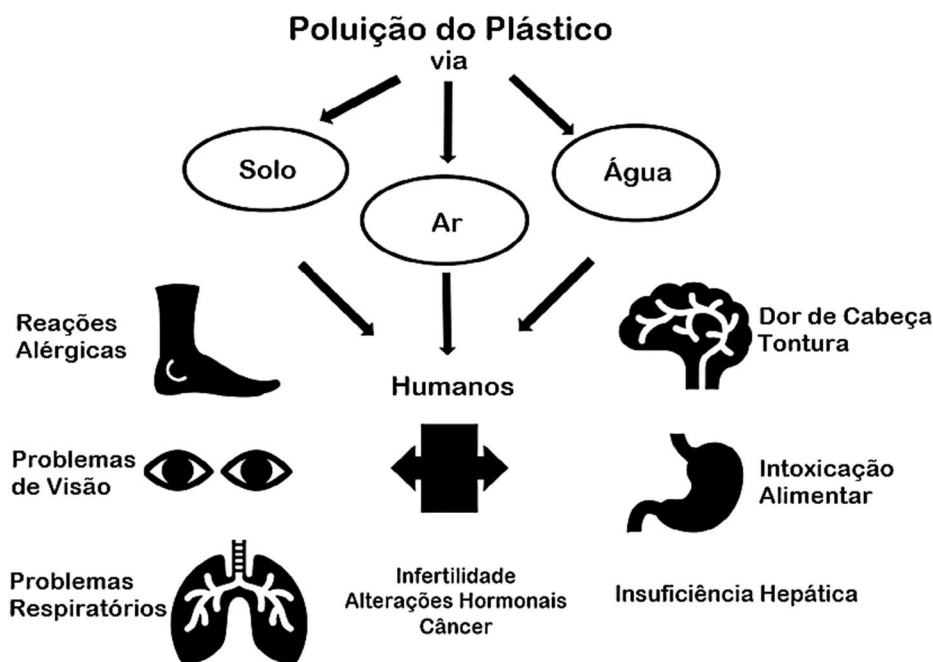 Poluição do Plástico
via
Solo
Ar
Água
Humanos
Reações
Alérgicas
Problemas
de Visão
Problemas
Respiratórios
Infertilidade
Alterações Hormonais
Câncer
Dor de Cabeça
Tontura
Intoxicação
Alimentar
Insuficiência Hepática